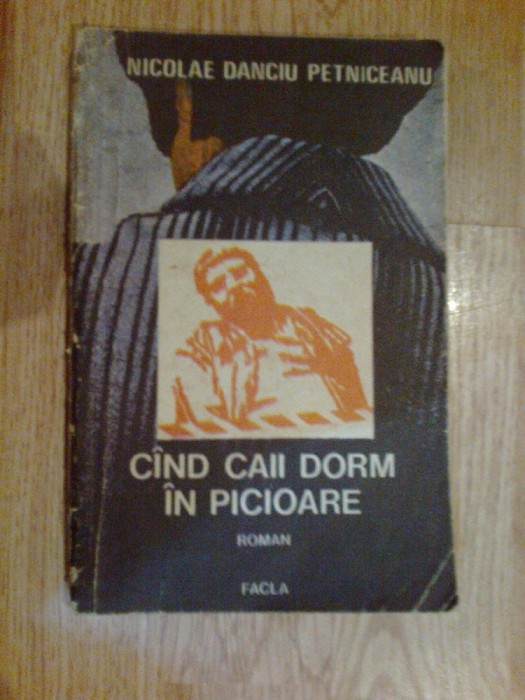 NICOLAE DANCIU PETNICEANU
CÎND CAII DORM
ÎN PICIOARE
ROMAN
FACLA